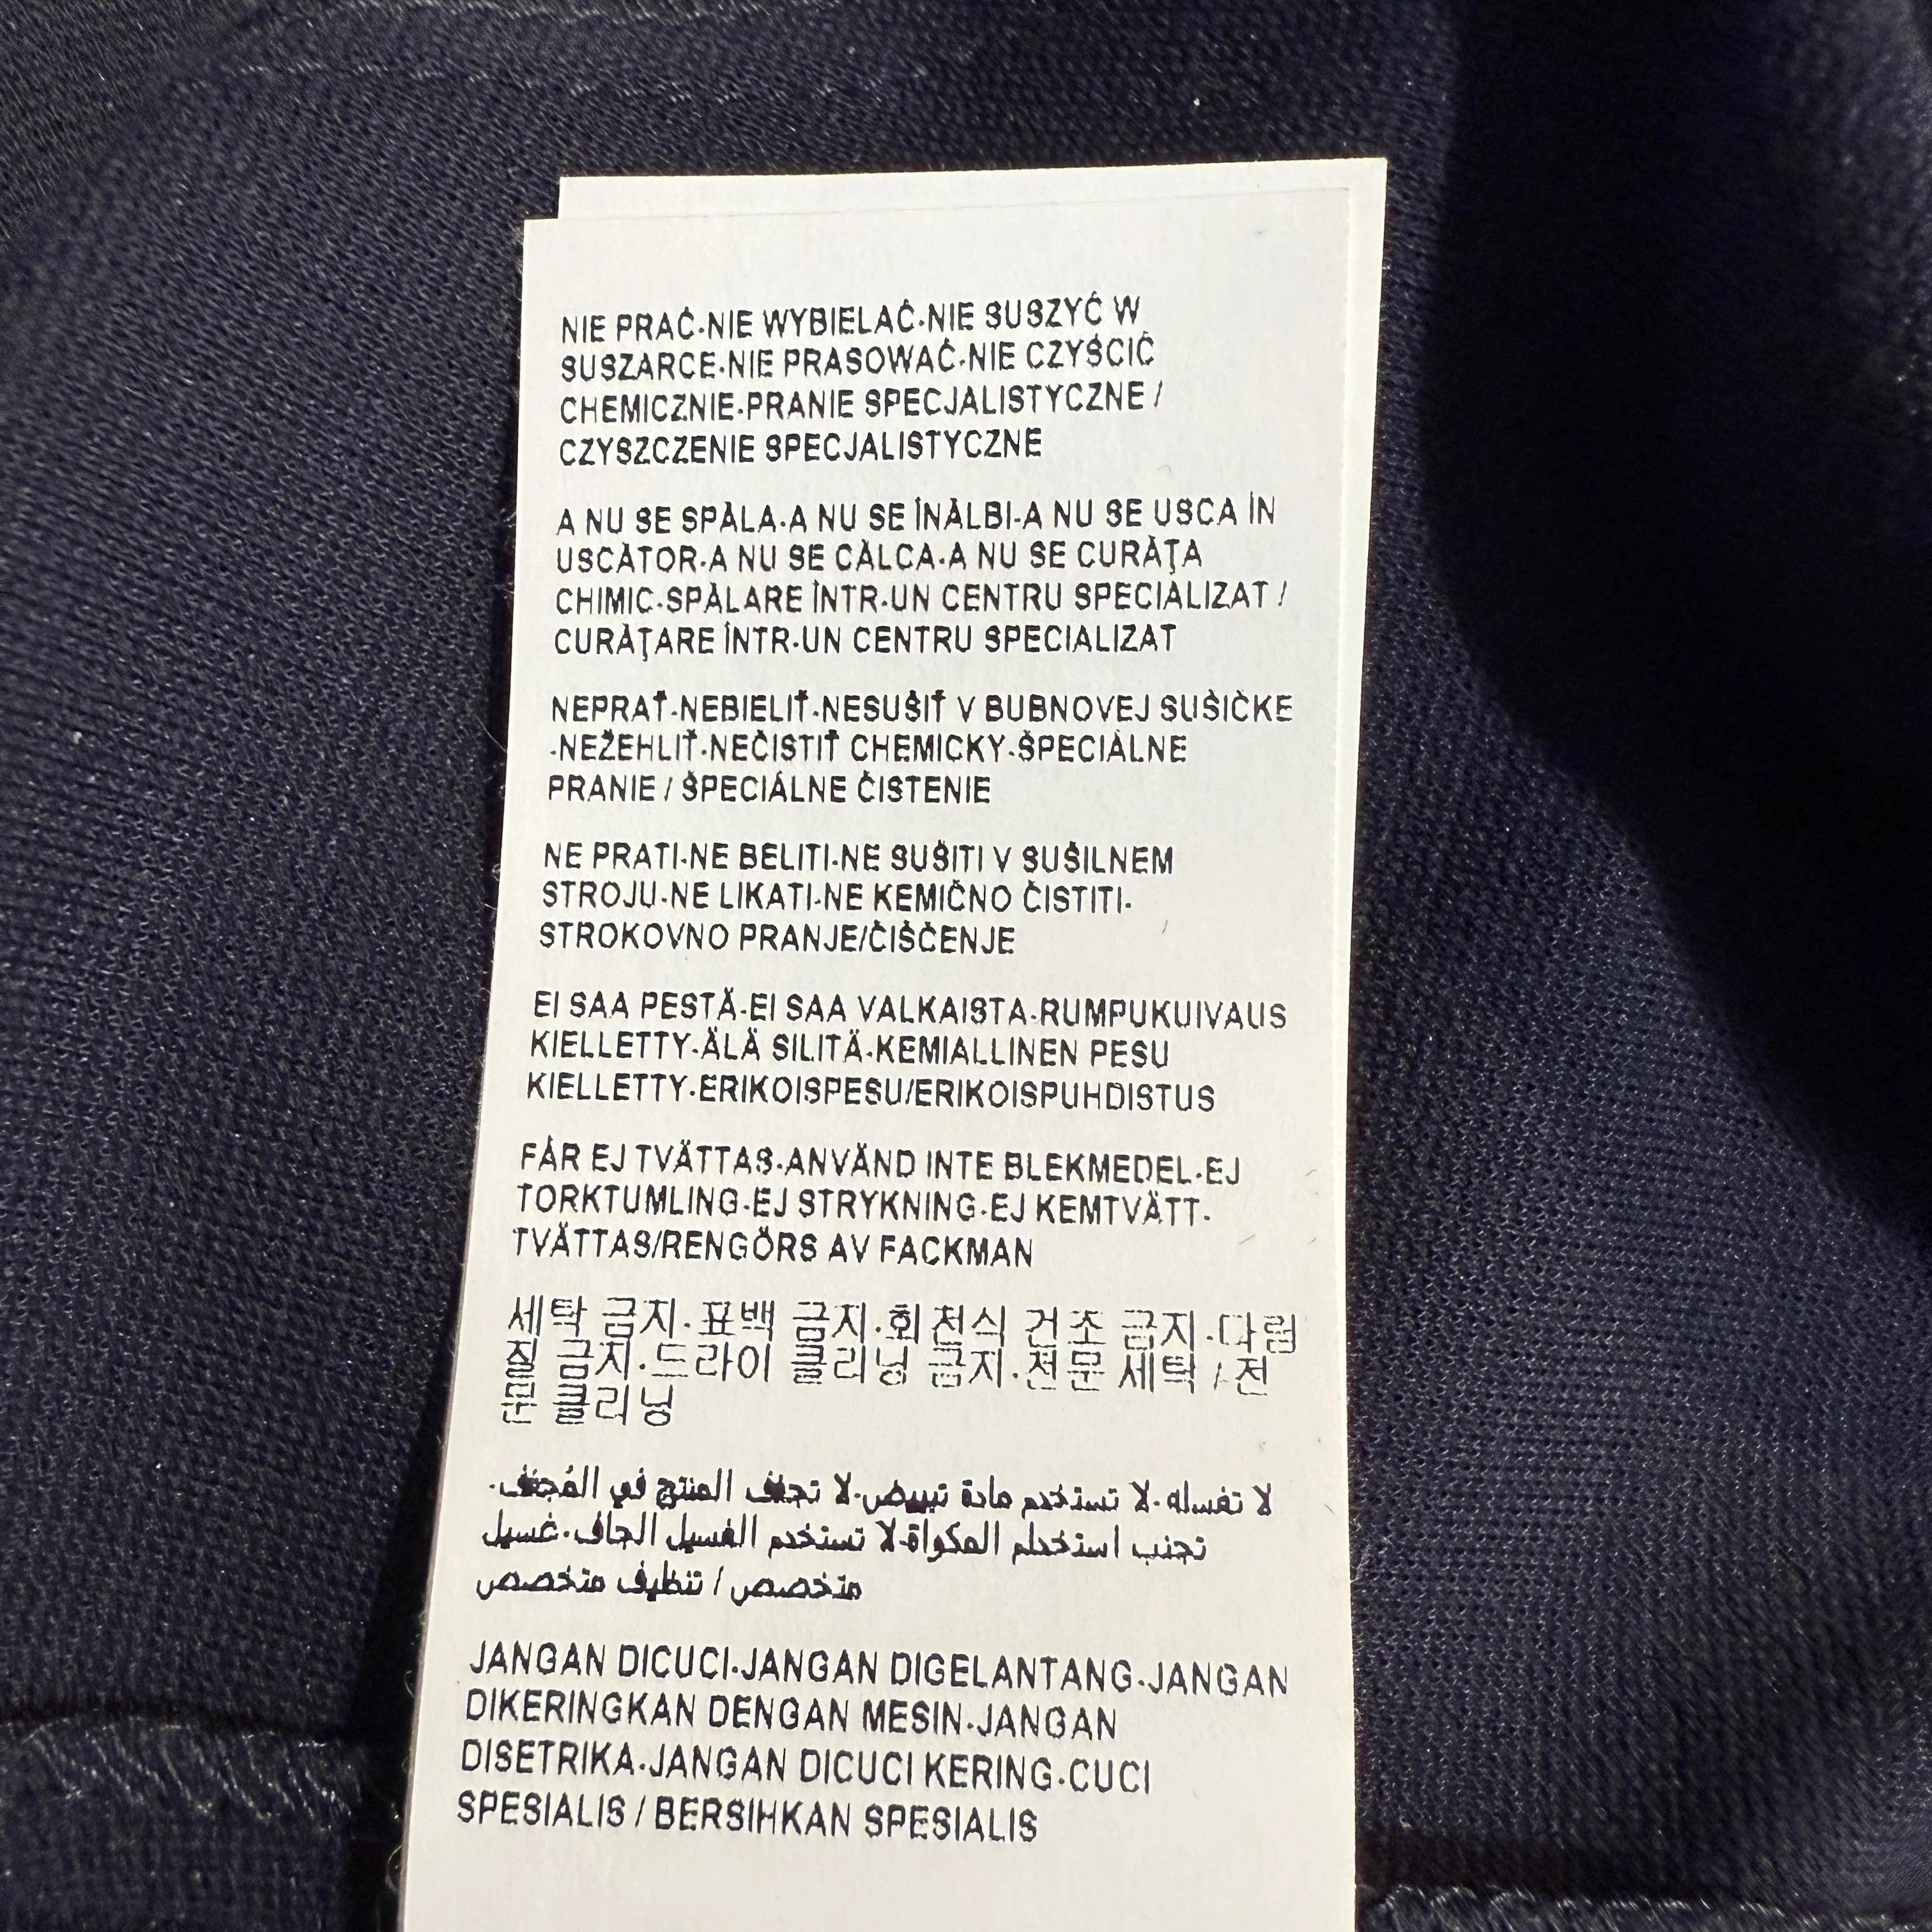 NIE PRAĆ-NIE WYBIELAĆ-NIE SUSZYĆ W
SUSZARCE-NIE PRASOWAĆ-NIE CZYŚCIĆ
CHEMICZNIE-PRANIE SPECJALISTYCZNE /
CZYSZCZENIE SPECJALISTYCZNE
A NU SE SPĂLA-A NU SE ÎNĂLBI-A NU SE USCA ÎN
USCĂTOR-A NU SE CĂLCA-A NU SE CURĂŢA
CHIMIC-SPĂLARE ÎNTR-UN CENTRU SPECIALIZAT /
CURĂŢARE ÎNTR-UN CENTRU SPECIALIZAT
NEPRAŤ-NEBIELIŤ-NESUŠIŤ V BUBNOVEJ SUŠIČKE
-NEŽEHLIŤ-NEČISTIŤ CHEMICKY-ŠPECIÁLNE
PRANIE / ŠPECIÁLNE ČISTENIE
NE PRATI-NE BELITI-NE SUŠITI V SUŠILNEM
STROJU-NE LIKATI-NE KEMIČNO ČISTITI-
STROKOVNO PRANJE/ČIŠČENJE
EI SAA PESTÄ-EI SAA VALKAISTA-RUMPUKUIVAUS
KIELLETTY-ÄLÄ SILITÄ-KEMIALLINEN PESU
KIELLETTY-ERIKOISPESU/ERIKOISPUHDISTUS
FÅR EJ TVÄTTAS-ANVÄND INTE BLEKMEDEL-EJ
TORKTUMLING-EJ STRYKNING-EJ KEMTVÄTT-
TVÄTTAS/RENGÖRS AV FACKMAN
세탁 금지-표백 금지-회전식 건조 금지-다림
질 금지-드라이 클리닝 금지-전문 세탁 / 전
문 클리닝
لا تغسله-لا تستخدم مادة تبييض-لا تجفف المنتج في المُجفف-
تجنب استخدام المكواة-لا تستخدم الغسيل الجاف-غسيل
متخصص / تنظيف متخصص
JANGAN DICUCI-JANGAN DIGELANTANG-JANGAN
DIKERINGKAN DENGAN MESIN-JANGAN
DISETRIKA-JANGAN DICUCI KERING-CUCI
SPESIALIS / BERSIHKAN SPESIALIS